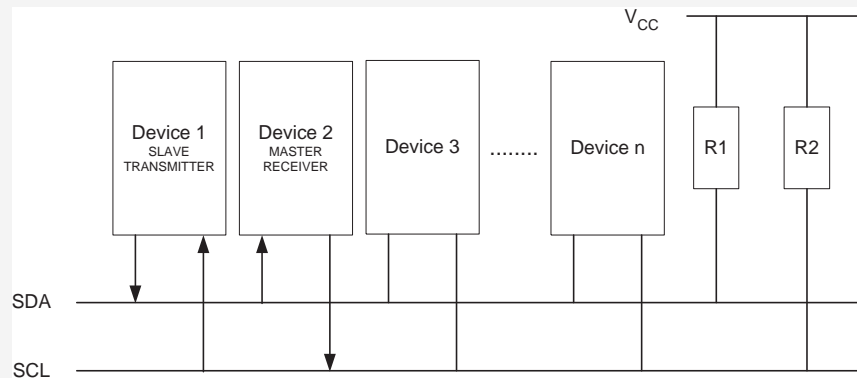 VCC
Device 1
SLAVE
TRANSMITTER
Device 2
MASTER
RECEIVER
Device 3
........
Device n
R1
R2
SDA
SCL